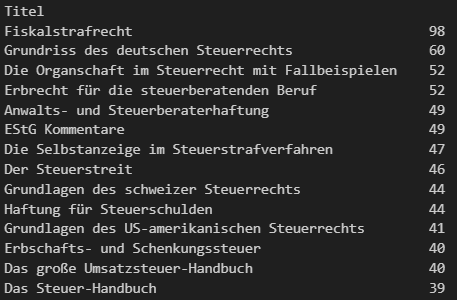 Titel
Fiskalstrafrecht 98
Grundriss des deutschen Steuerrechts 60
Die Organschaft im Steuerrecht mit Fallbeispielen 52
Erbrecht für die steuerberatenden Beruf 52
Anwalts- und Steuerberaterhaftung 49
EStG Kommentare 49
Die Selbstanzeige im Steuerstrafverfahren 47
Der Steuerstreit 46
Grundlagen des schweizer Steuerrechts 44
Haftung für Steuerschulden 44
Grundlagen des US-amerikanischen Steuerrechts 41
Erbschafts- und Schenkungssteuer 40
Das große Umsatzsteuer-Handbuch 40
Das Steuer-Handbuch 39